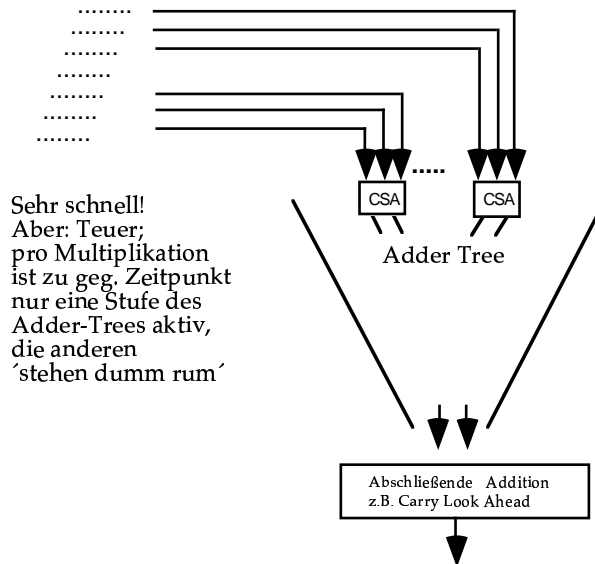 ........
........
........
........
........
........
........
.....
CSA
CSA
Adder Tree
Sehr schnell!
Aber: Teuer;
pro Multiplikation
ist zu geg. Zeitpunkt
nur eine Stufe des
Adder-Trees aktiv,
die anderen
´stehen dumm rum´
Abschließende Addition
z.B. Carry Look Ahead